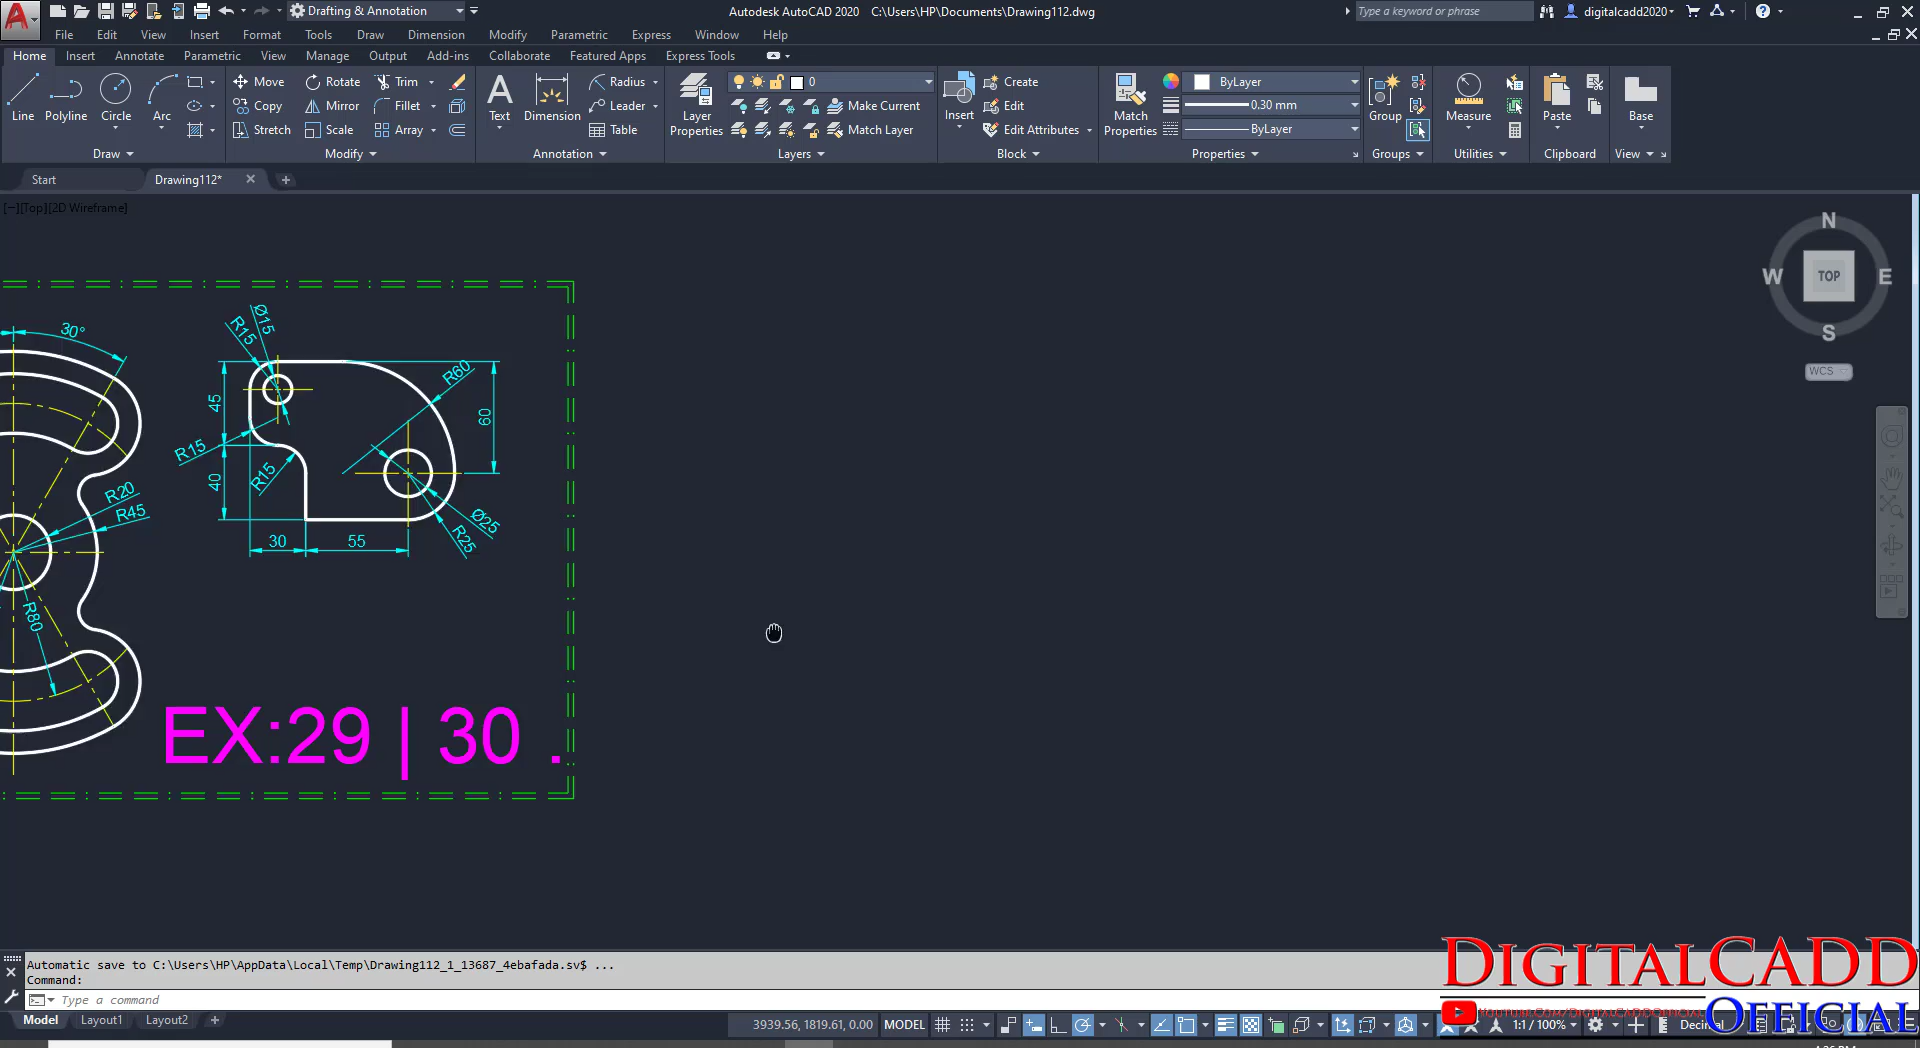 Drafting & Annotation
Autodesk AutoCAD 2020 C:\Users\HP\Documents\Drawing112.dwg
Type a keyword or phrase
digitalcadd2020
File Edit View Insert Format Tools Draw Dimension Modify Parametric Express Window Help
Home Insert Annotate Parametric View Manage Output Add-ins Collaborate Featured Apps Express Tools
Line
Polyline
Circle
Arc
Move Rotate Trim
Copy Mirror Fillet
Stretch Scale Array
Text
Dimension
Radius
Leader
Table
Layer
Properties
0
Make Current
Match Layer
Insert
Create
Edit
Edit Attributes
Match
Properties
ByLayer
0.30 mm
ByLayer
Group
Measure
Paste
Base
Draw Modify Annotation Layers Block Properties Groups Utilities Clipboard View
Start
Drawing112*
[−][Top][2D Wireframe]
N
W
TOP
E
S
WCS
30°
R15
Ø15
R60
45
60
R15
R15
40
Ø25
R25
30
55
R20
R45
R80
EX:29 | 30 .
Automatic save to C:\Users\HP\AppData\Local\Temp\Drawing112_1_13687_4ebafada.sv$ ...
Command:
Type a command
Model Layout1 Layout2
3939.56, 1819.61, 0.00 MODEL
1:1 / 100%
DIGITALCADD
YOUTUBE.COM/DIGITALCADDOFFICIAL
OFFICIAL